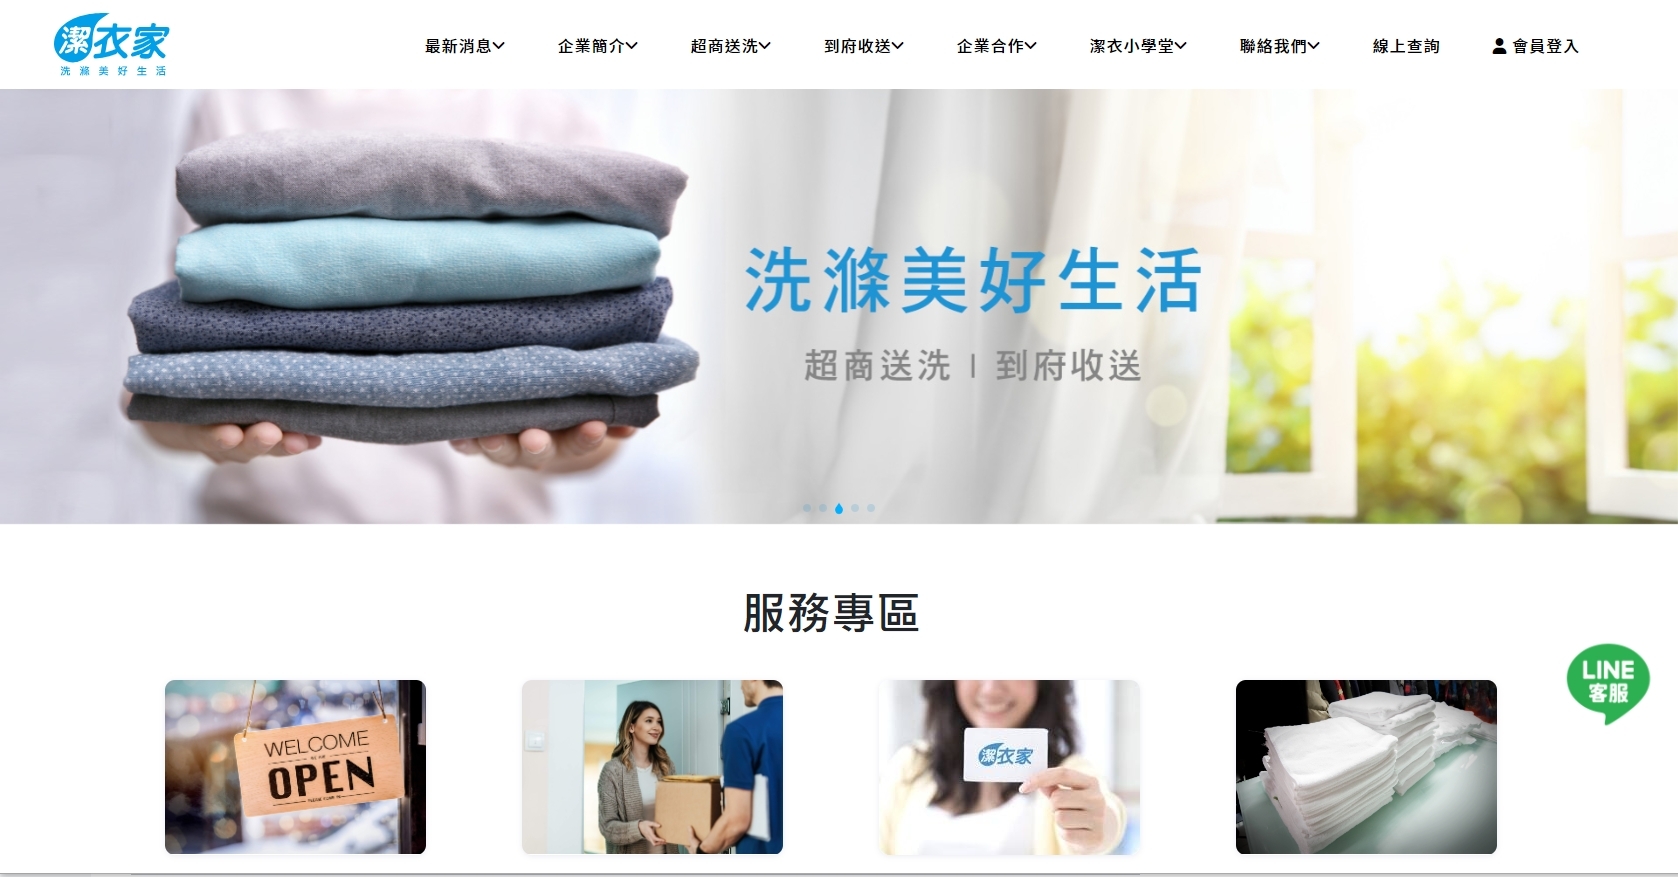 潔衣家
洗滌美好生活
最新消息
企業簡介
超商送洗
到府收送
企業合作
潔衣小學堂
聯絡我們
線上查詢
會員登入
洗滌美好生活
超商送洗 | 到府收送
服務專區
WELCOME
OPEN
潔衣家
LINE
客服